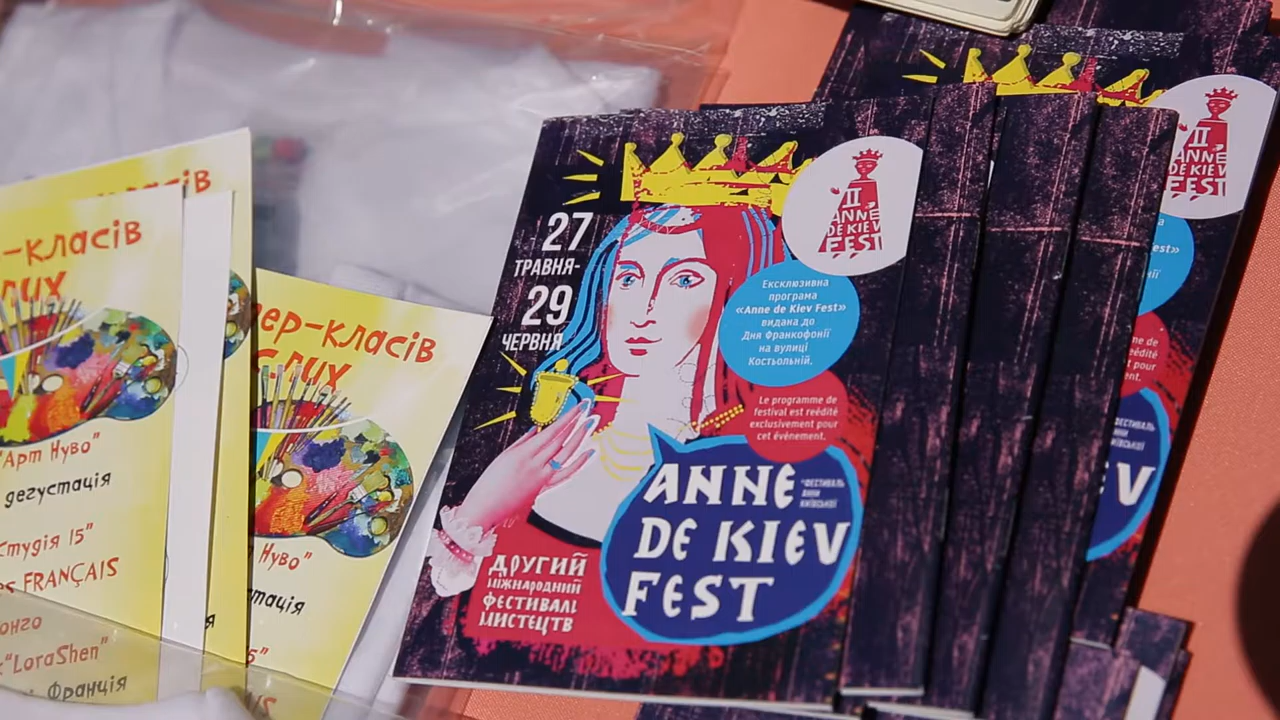 -класів
"Арт Нуво"
дегустація
Студія 15"
es FRANÇAIS
"LoraShen"
Франція
ер-класів
Нуво"
27
ТРАВНЯ-
29
ЧЕРВНЯ
II
ANNE
DE KIEV
FEST
Ексклюзивна
програма
«Anne de Kiev Fest»
видана до
Дня Франкофонії
на вулиці
Костьольній.
Le programme de
festival est reédité
exclusivement pour
cet événement.
ANNE
DE KIEV
FEST
*ФЕСТИВАЛЬ
АННИ
КИЇВСЬКОЇ
ДРУГИЙ
МІЖНАРОДНИЙ
ФЕСТИВАЛЬ
МИСТЕЦТВ
II
ANNE
DE KIEV
FEST